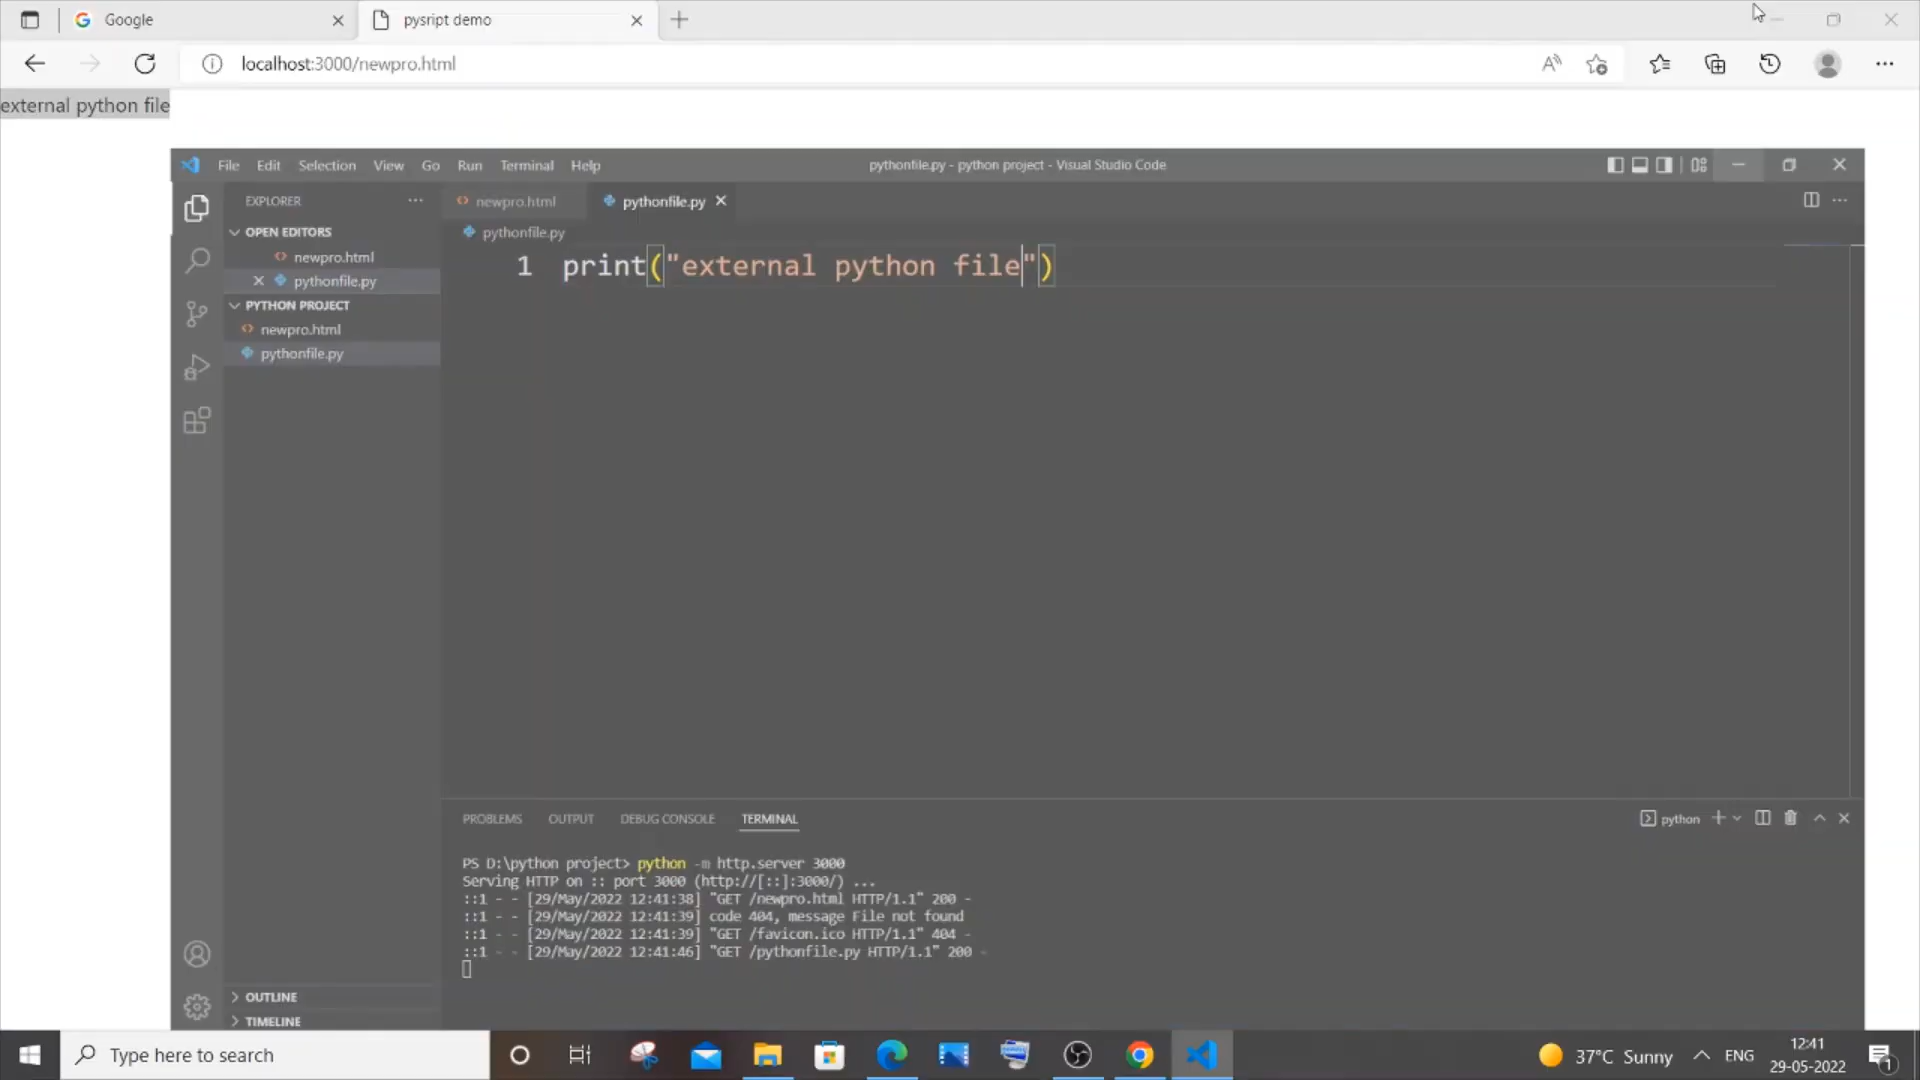 Google
pysript demo
localhost:3000/newpro.html
external python file
File Edit Selection View Go Run Terminal Help
pythonfile.py - python project - Visual Studio Code
EXPLORER
newpro.html
pythonfile.py
OPEN EDITORS
pythonfile.py
newpro.html
1 print("external python file")
pythonfile.py
PYTHON PROJECT
newpro.html
pythonfile.py
PROBLEMS OUTPUT DEBUG CONSOLE TERMINAL
python
PS D:\python project> python -m http.server 3000
Serving HTTP on :: port 3000 (http://[::]:3000/) ...
::1 - - [29/May/2022 12:41:38] "GET /newpro.html HTTP/1.1" 200 -
::1 - - [29/May/2022 12:41:39] code 404, message File not found
::1 - - [29/May/2022 12:41:39] "GET /favicon.ico HTTP/1.1" 404 -
::1 - - [29/May/2022 12:41:46] "GET /pythonfile.py HTTP/1.1" 200 -
OUTLINE
TIMELINE
Type here to search
37°C Sunny
ENG
12:41
29-05-2022
1